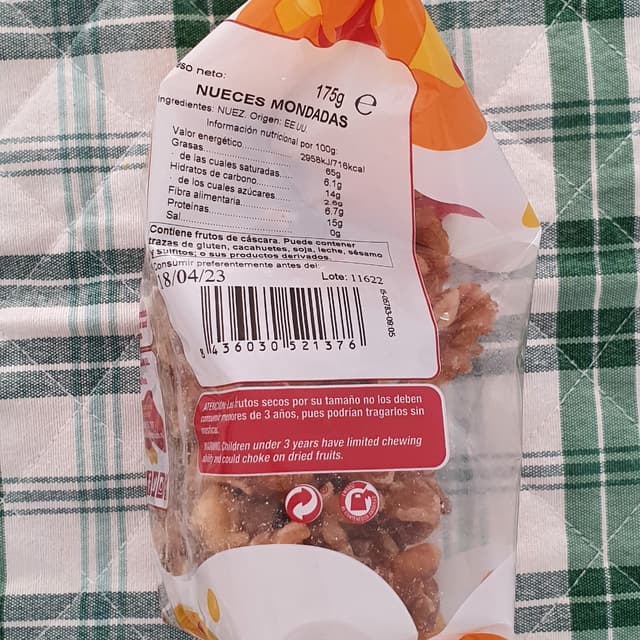 eso neto:
175g e
NUECES MONDADAS
Ingredientes: NUEZ. Origen: EEUU
Información nutricional por 100g:
Valor energético............ 2958kJ/716kcal
Grasas............ 65g
de las cuales saturadas............ 6.1g
Hidratos de carbono............ 14g
de los cuales azúcares............ 2.6g
Fibra alimentaria............ 6.7g
Proteínas............ 15g
Sal............ 0g
Contiene frutos de cáscara. Puede contener
trazas de gluten, cacahuetes, soja, leche, sésamo
y sulfitos; o sus productos derivados.
Consumir preferentemente antes del:
18/04/23
Lote: 11622
8 436030 521376
ATENCIÓN: Los frutos secos por su tamaño no los deben
consumir menores de 3 años, pues podrían tragarlos sin
masticar.
WARNING: Children under 3 years have limited chewing
ability and could choke on dried fruits.